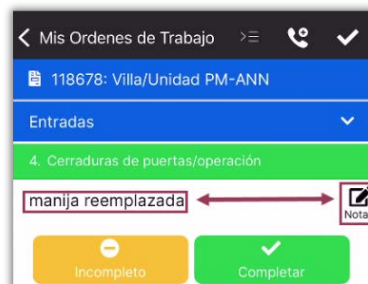 Mis Ordenes de Trabajo
118678: Villa/Unidad PM-ANN
Entradas
4. Cerraduras de puertas/operación
manija reemplazada
Nota
Incompleto
Completar